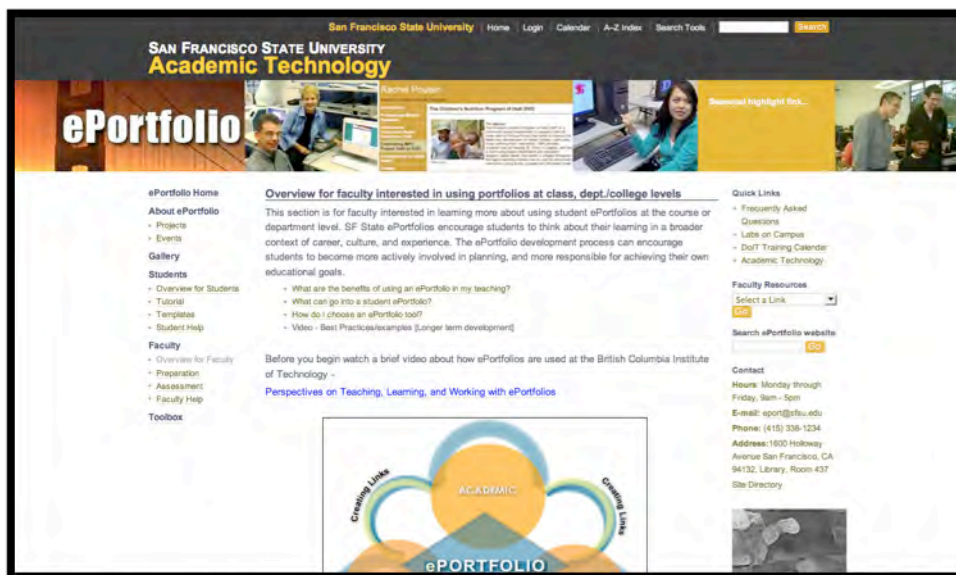 San Francisco State University Home Login Calendar A-Z Index Search Tools Search
SAN FRANCISCO STATE UNIVERSITY
Academic Technology
ePortfolio
Rachel Poulsen
The Children's Nutrition Program of Haiti
Seasonal highlight link...
ePortfolio Home
About ePortfolio
Projects
Events
Gallery
Students
Overview for Students
Tutorial
Templates
Student Help
Faculty
Overview for Faculty
Preparation
Assessment
Faculty Help
Toolbox
Overview for faculty interested in using portfolios at class, dept./college levels
This section is for faculty interested in learning more about using student ePortfolios at the course or
department level. SF State ePortfolios encourage students to think about their learning in a broader
context of career, culture, and experience. The ePortfolio development process can encourage
students to become more actively involved in planning, and more responsible for achieving their own
educational goals.
What are the benefits of using an ePortfolio in my teaching?
What can go into a student ePortfolio?
How do I choose an ePortfolio tool?
Video - Best Practices/examples [Longer term development]
Before you begin watch a brief video about how ePortfolios are used at the British Columbia Institute
of Technology -
Perspectives on Teaching, Learning, and Working with ePortfolios
Creating Links
ACADEMIC
Creating Links
ePORTFOLIO
Quick Links
Frequently Asked
Questions
Labs on Campus
DoIT Training Calendar
Academic Technology
Faculty Resources
Select a Link
Go
Search ePortfolio website
Go
Contact
Hours: Monday through
Friday, 9am - 5pm
E-mail: eport@sfsu.edu
Phone: (415) 338-1234
Address:1600 Holloway
Avenue San Francisco, CA
94132, Library, Room 437
Site Directory